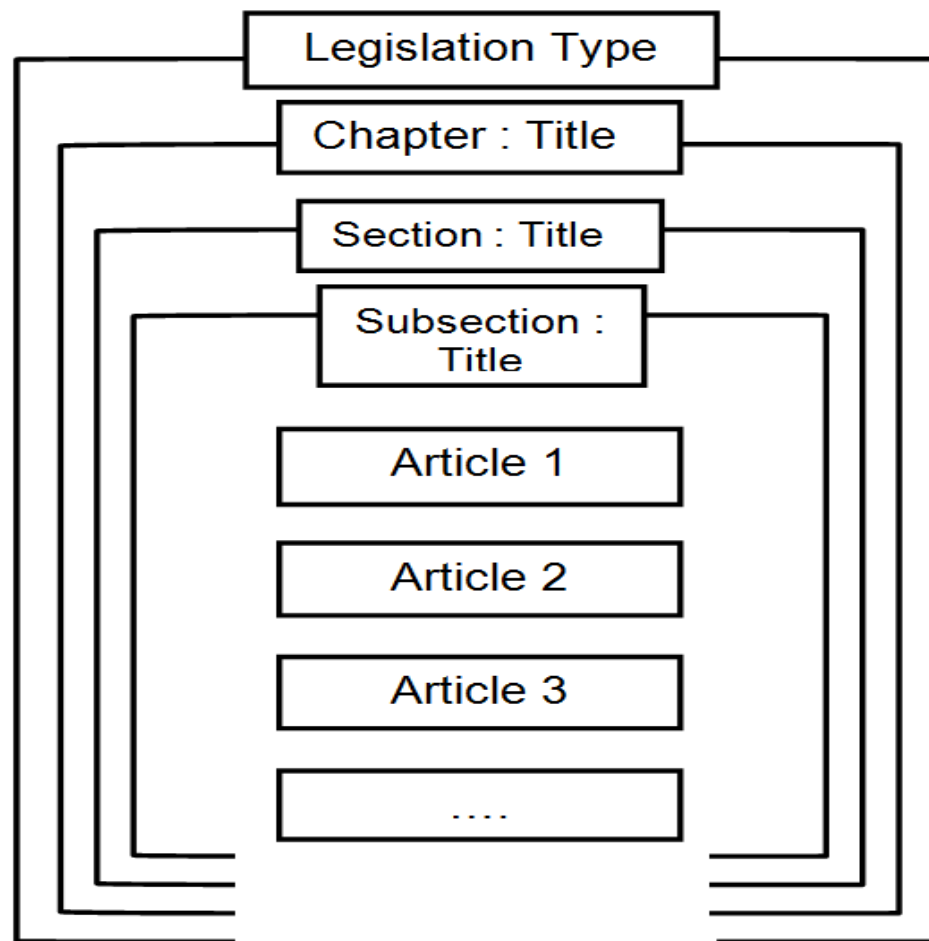 Legislation Type
Chapter : Title
Section : Title
Subsection :
Title
Article 1
Article 2
Article 3
....